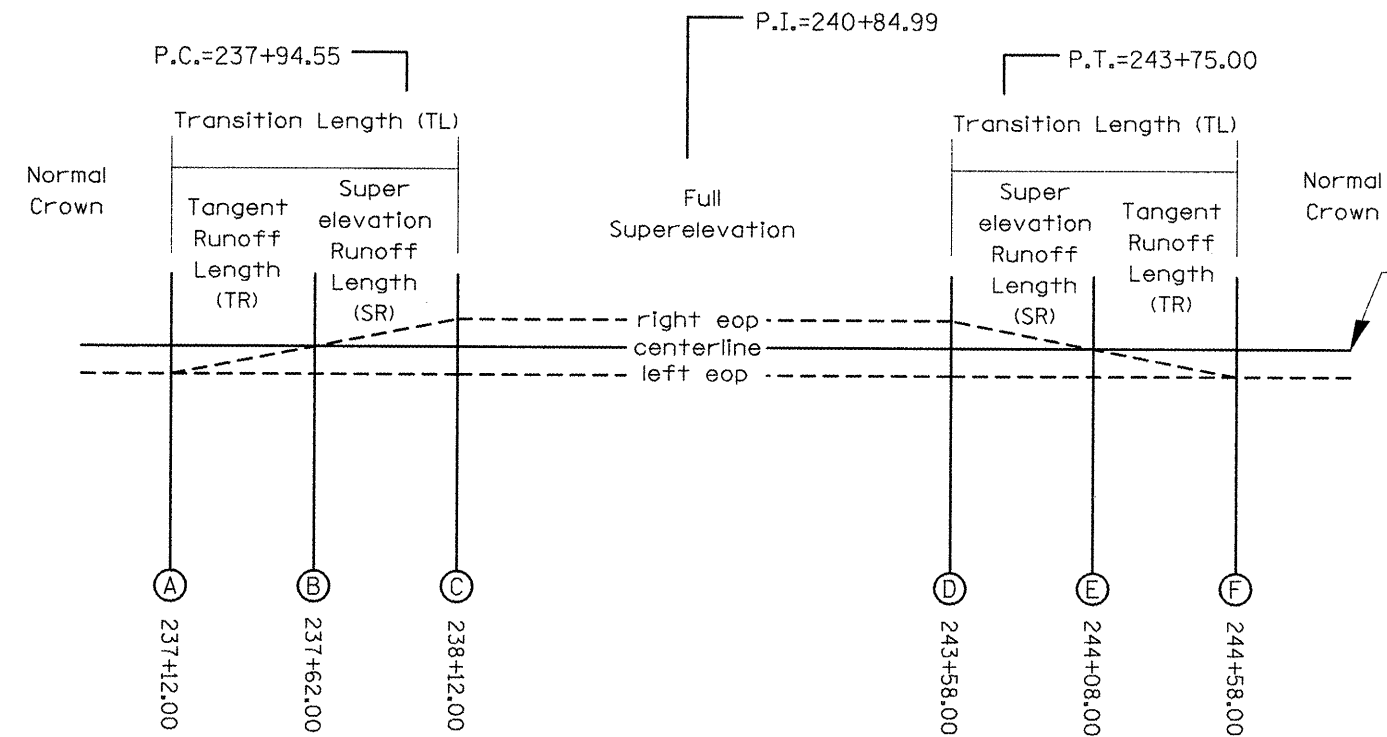 P.I.=240+84.99
P.C.=237+94.55
P.T.=243+75.00
Transition Length (TL)
Transition Length (TL)
Normal
Crown
Tangent
Runoff
Length
(TR)
Super
elevation
Runoff
Length
(SR)
Full
Superelevation
Super
elevation
Runoff
Length
(SR)
Tangent
Runoff
Length
(TR)
Normal
Crown
right eop
centerline
left eop
A
B
C
D
E
F
237+12.00
237+62.00
238+12.00
243+58.00
244+08.00
244+58.00